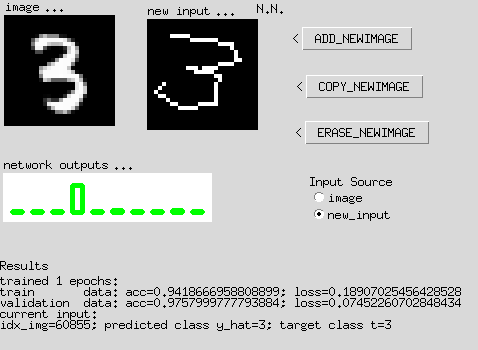 image ...
new input ...
N.N.
3
3
< ADD_NEWIMAGE
< COPY_NEWIMAGE
< ERASE_NEWIMAGE
network outputs ...
Input Source
image
new_input
Results
trained 1 epochs:
train data: acc=0.9418666958808899; loss=0.18907025456428528
validation data: acc=0.9757999777793884; loss=0.07452260702848434
current input:
idx_img=60855; predicted class y_hat=3; target class t=3